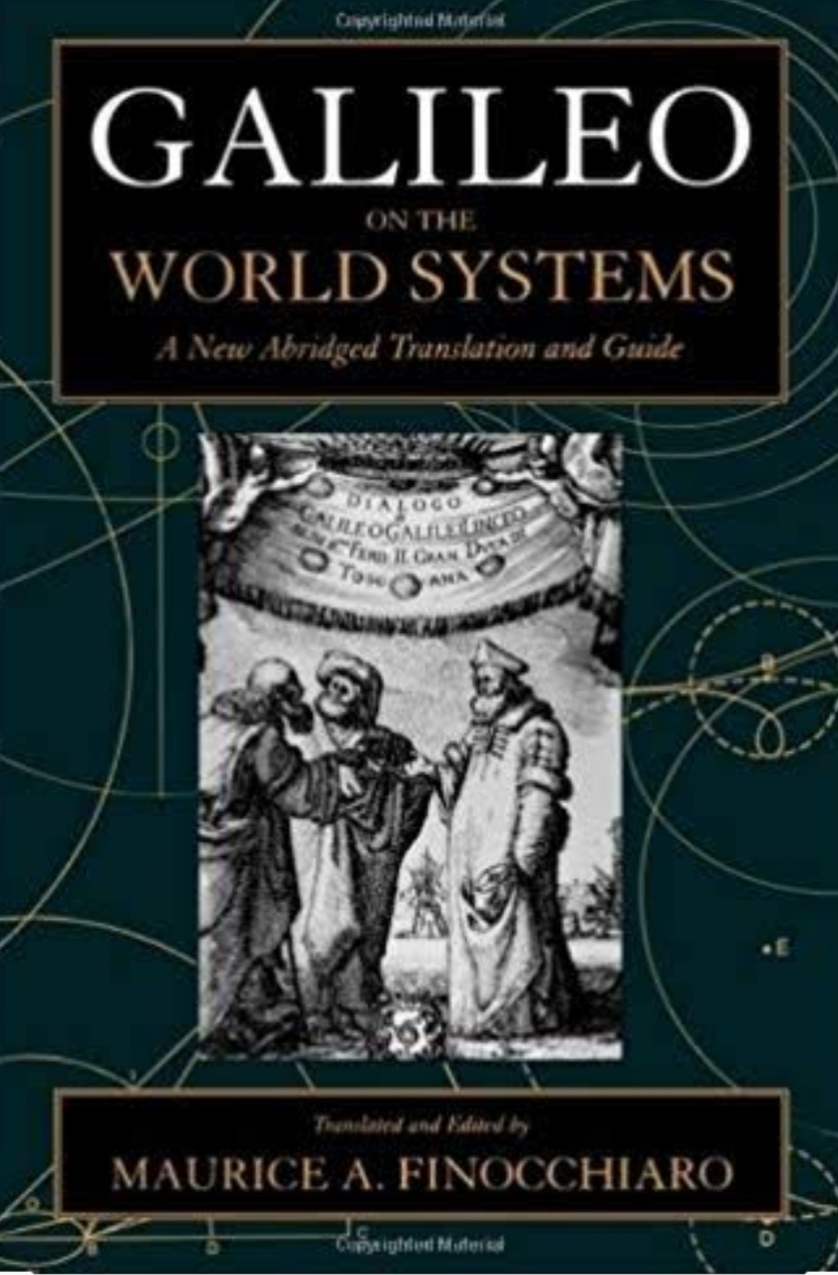 Copyrighted Material
GALILEO
ON THE
WORLD SYSTEMS
A New Abridged Translation and Guide
DIALOGO
GALILEO GALILEI LINCEO
FERD II. GRAN. DVCA DI
TOSCANA
B
E
Translated and Edited by
MAURICE A. FINOCCHIARO
O
B
D
C
D
Copyrighted Material